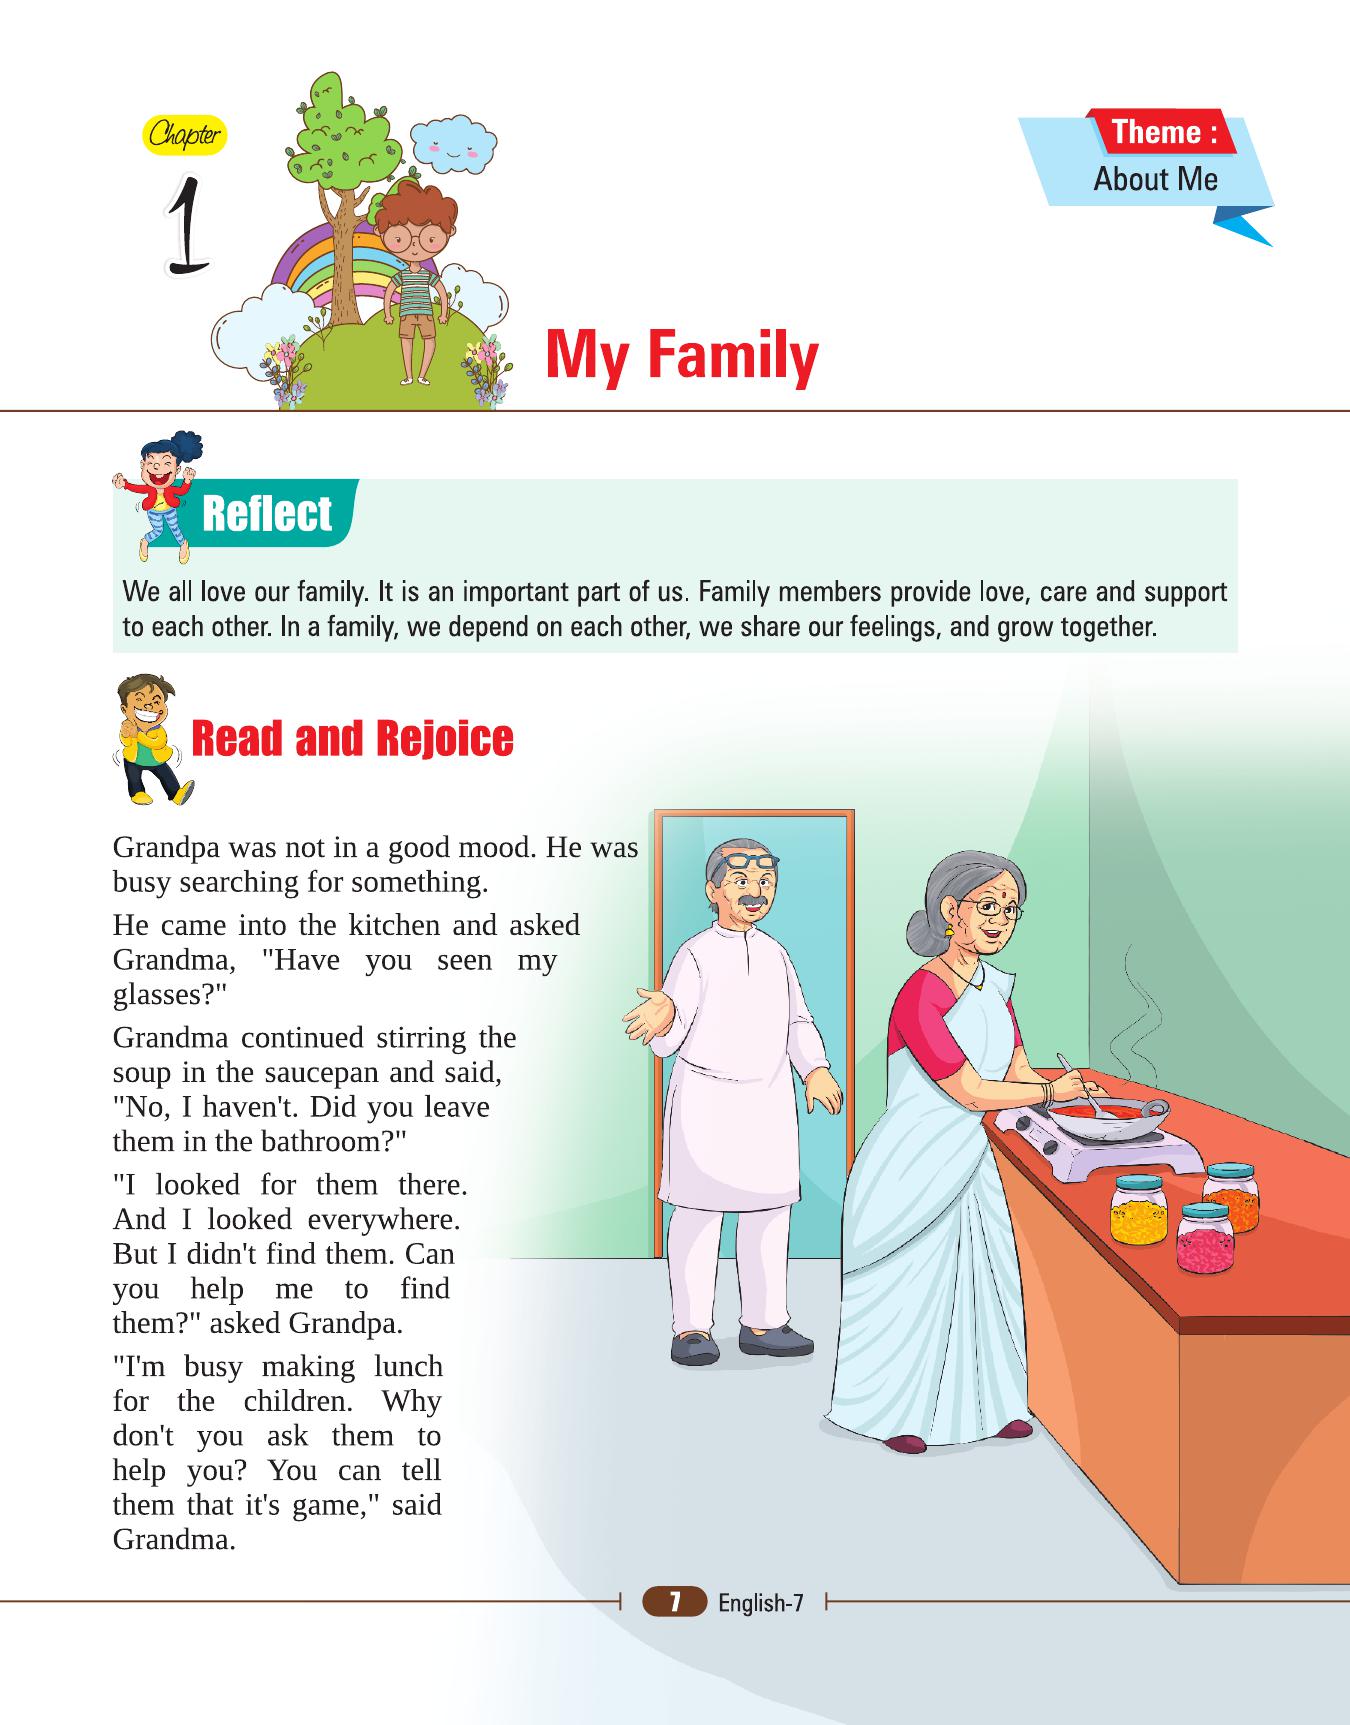 Chapter
1
Theme :
About Me
My Family
Reflect
We all love our family. It is an important part of us. Family members provide love, care and support
to each other. In a family, we depend on each other, we share our feelings, and grow together.
Read and Rejoice
Grandpa was not in a good mood. He was
busy searching for something.
He came into the kitchen and asked
Grandma, "Have you seen my
glasses?"
Grandma continued stirring the
soup in the saucepan and said,
"No, I haven't. Did you leave
them in the bathroom?"
"I looked for them there.
And I looked everywhere.
But I didn't find them. Can
you help me to find
them?" asked Grandpa.
"I'm busy making lunch
for the children. Why
don't you ask them to
help you? You can tell
them that it's game," said
Grandma.
7 English-7